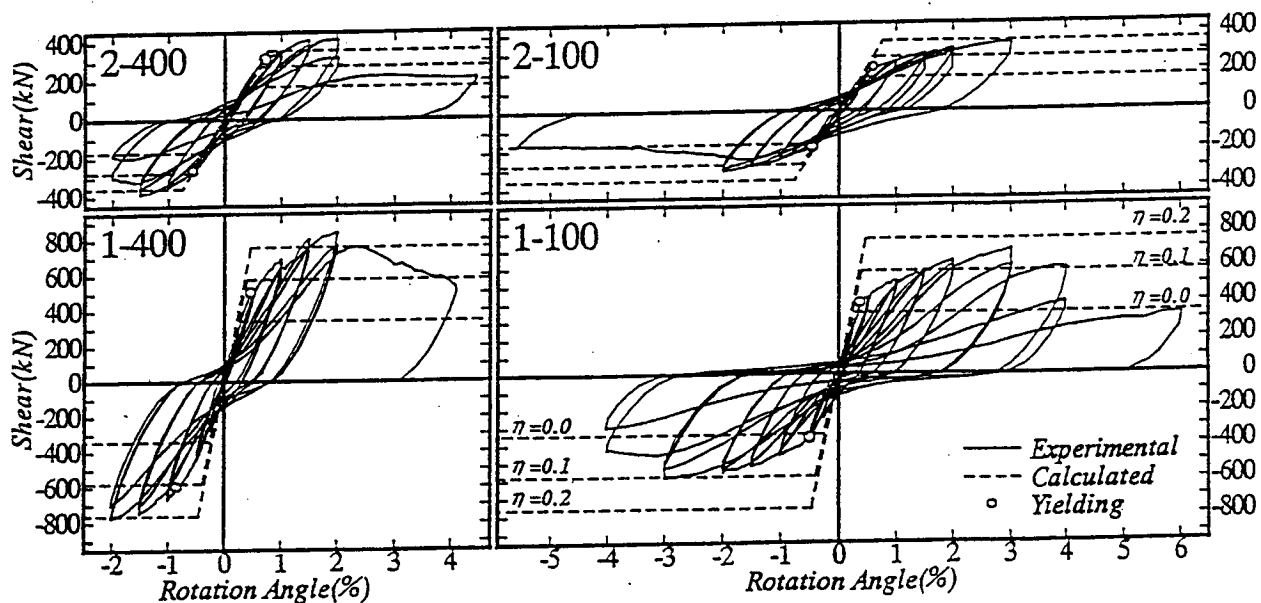 2-400
400
200
0
-200
-400
Shear(kN)
2-100
400
200
0
-200
-400
1-400
800
600
400
200
0
-200
-400
-600
-800
Shear(kN)
-2 -1 0 1 2 3 4
Rotation Angle(%)
1-100
η=0.2
η=0.1
η=0.0
η=0.0
η=0.1
η=0.2
Experimental
Calculated
Yielding
800
600
400
200
0
-200
-400
-600
-800
-5 -4 -3 -2 -1 0 1 2 3 4 5 6
Rotation Angle(%)